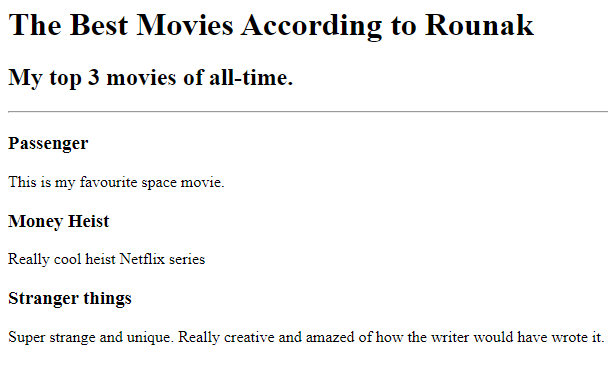 The Best Movies According to Rounak
My top 3 movies of all-time.
Passenger
This is my favourite space movie.
Money Heist
Really cool heist Netflix series
Stranger things
Super strange and unique. Really creative and amazed of how the writer would have wrote it.